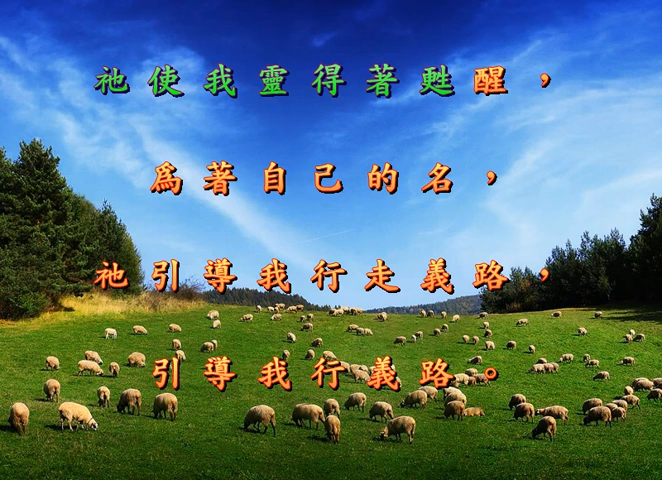 祂使我靈得著甦醒，
為著自己的名，
祂引導我行走義路，
引導我行義路。